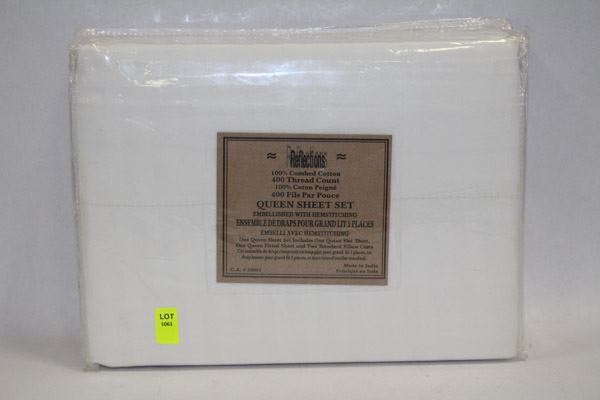 Reflections
100% Combed Cotton
400 Thread Count
100% Coton Peigné
400 Fils Par Pouce
QUEEN SHEET SET
EMBELLISHED WITH HEMSTITCHING
ENSEMBLE DE DRAPS POUR GRAND LIT 2 PLACES
EMBELLI AVEC HEMSTITCHING
One Queen Sheet Set Includes One Queen Flat Sheet,
One Queen Fitted Sheet and Two Standard Pillow Cases
Made in India
C.A. #
Fabriqué en Inde
LOT
1061